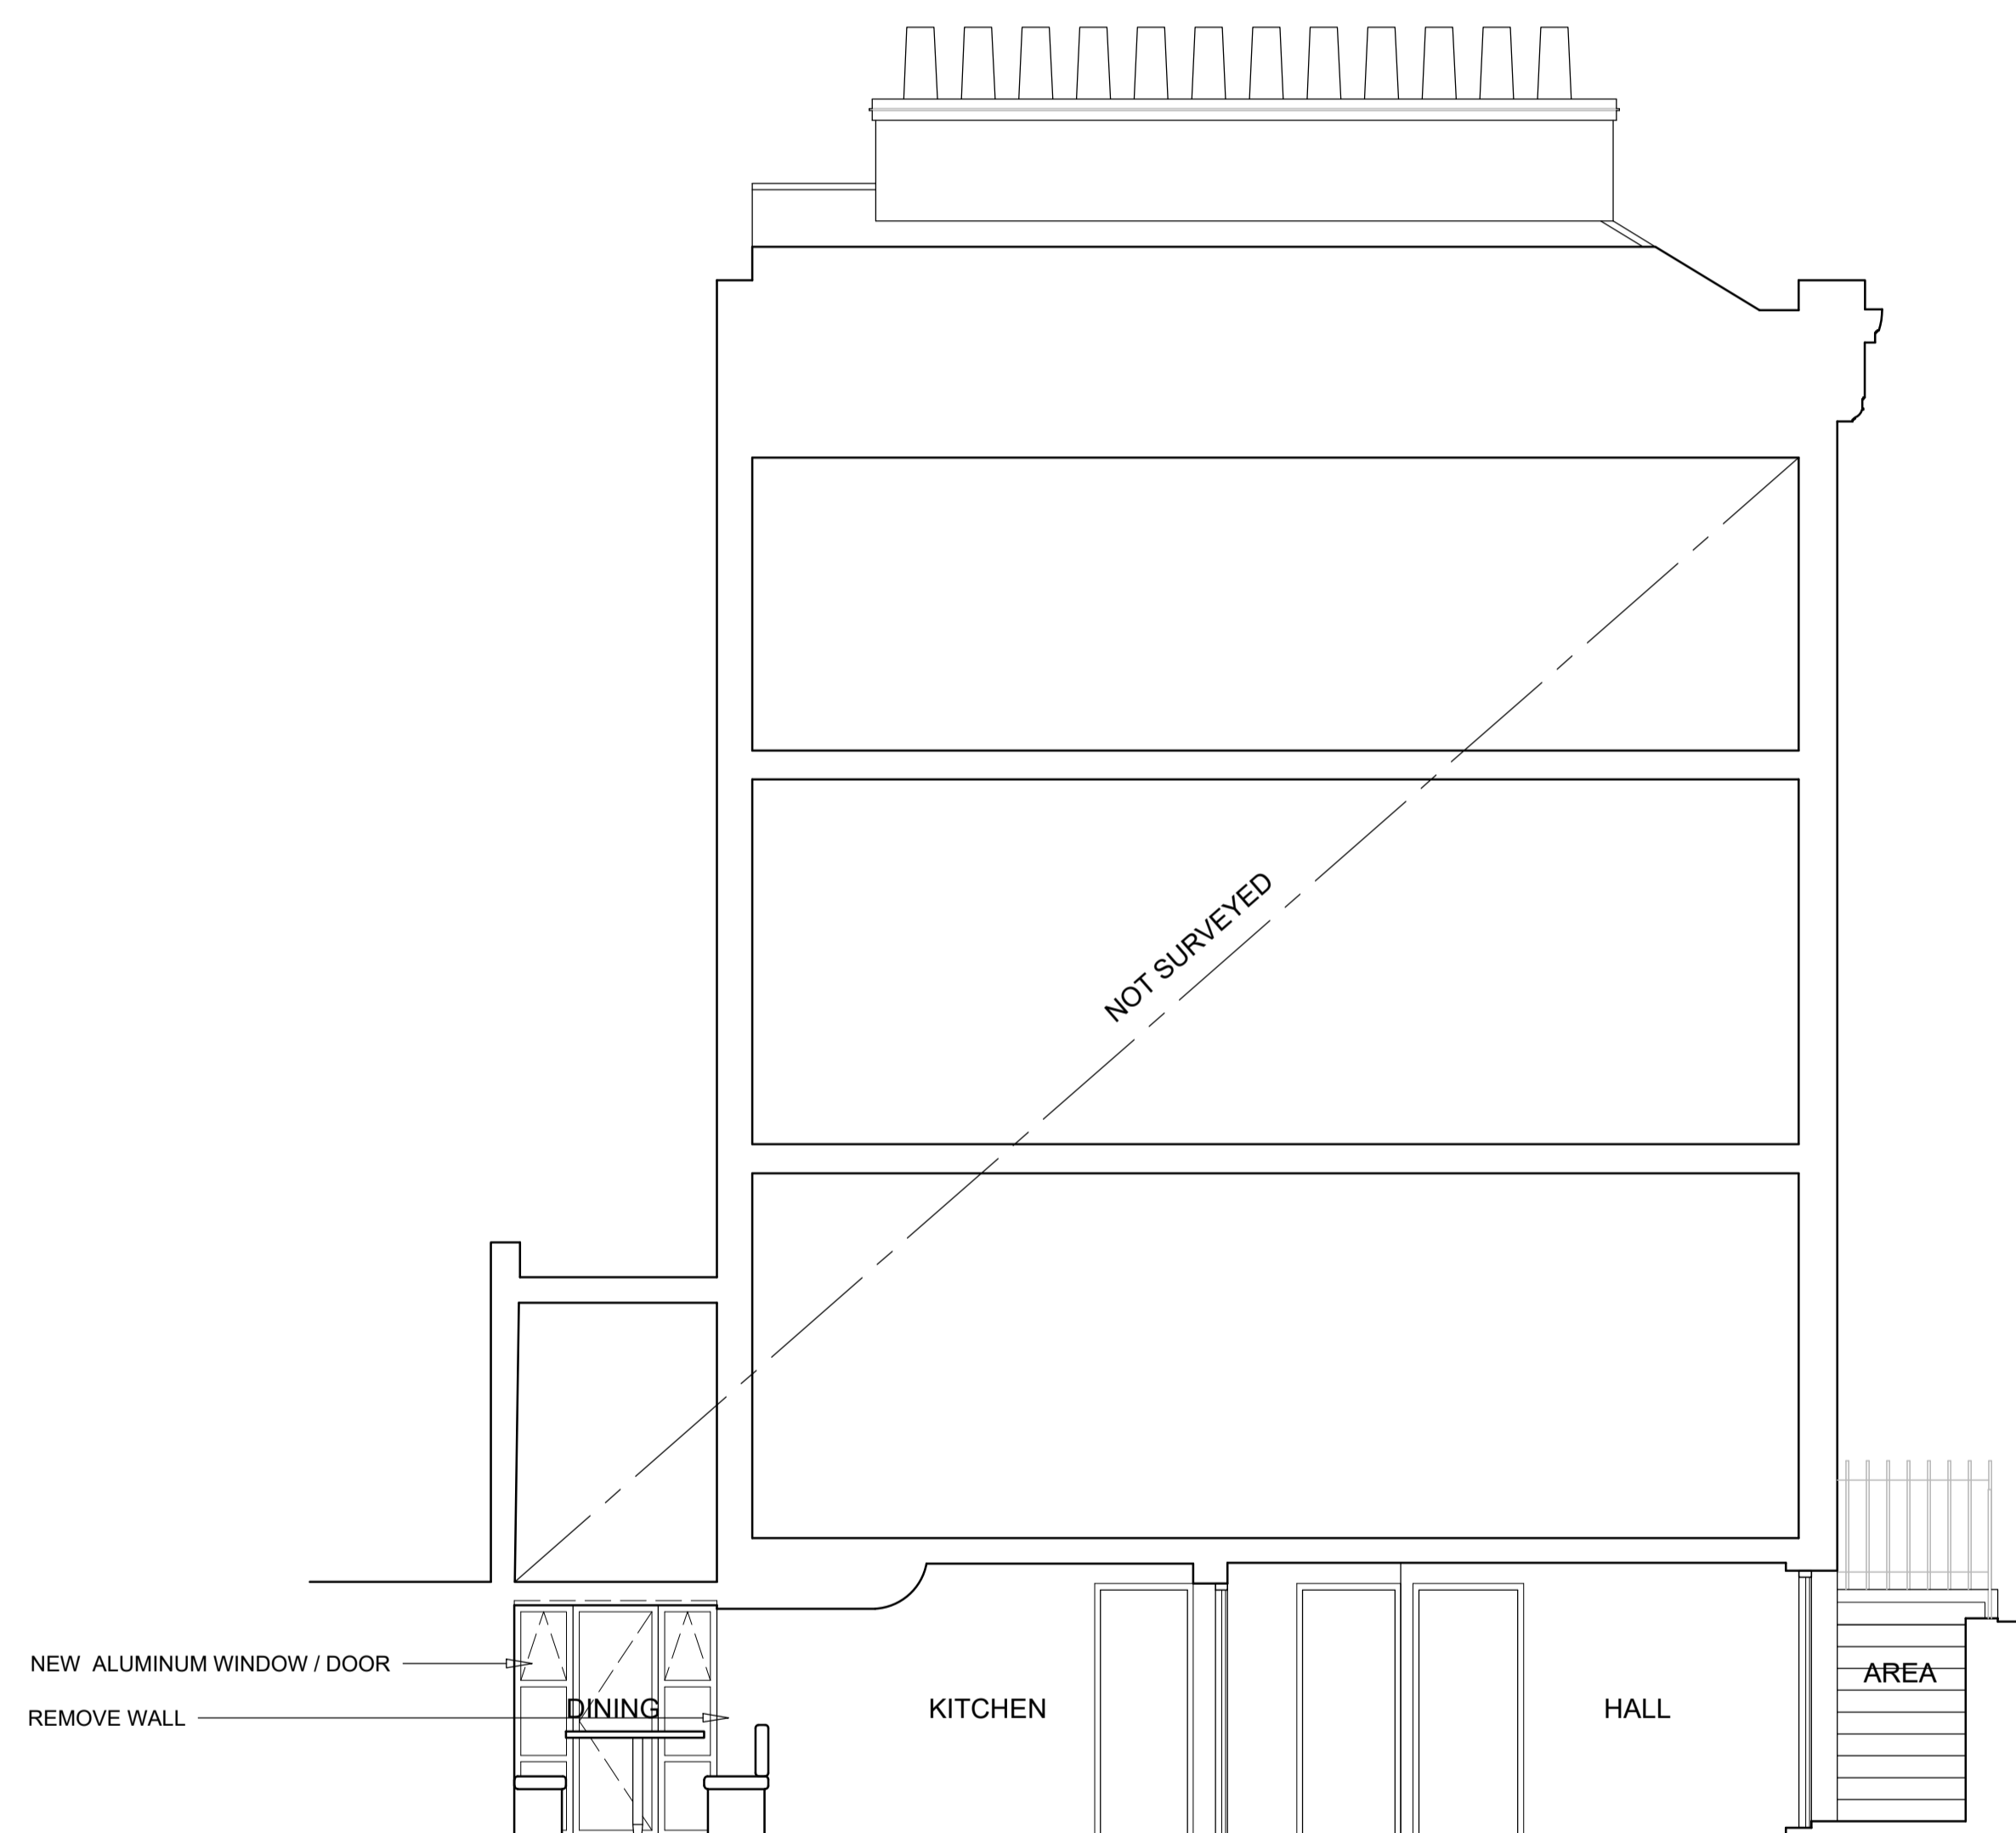 NOT SURVEYED
NEW ALUMINUM WINDOW / DOOR
AREA
REMOVE WALL
DINING
KITCHEN
HALL